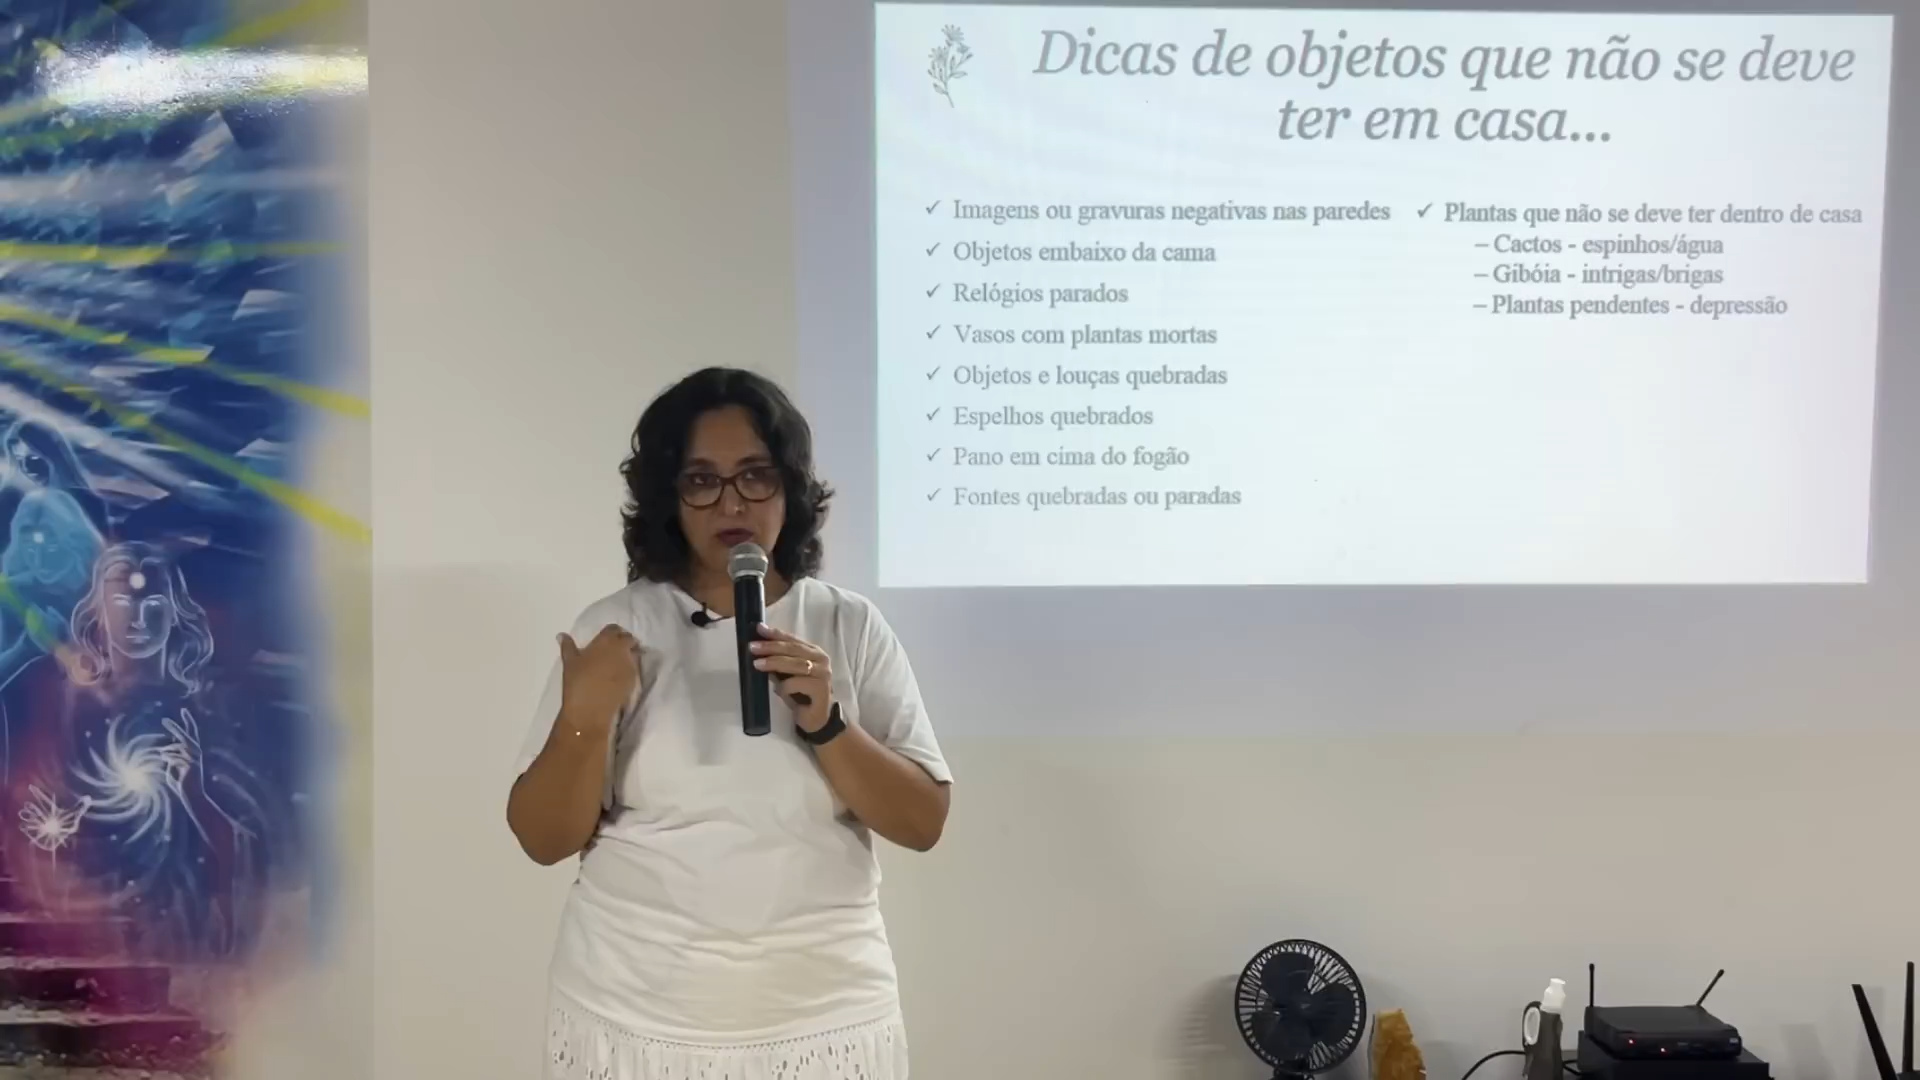 Dicas de objetos que não se deve
ter em casa...
✓ Imagens ou gravuras negativas nas paredes
✓ Objetos embaixo da cama
✓ Relógios parados
✓ Vasos com plantas mortas
✓ Objetos e louças quebradas
✓ Espelhos quebrados
✓ Pano em cima do fogão
✓ Fontes quebradas ou paradas
✓ Plantas que não se deve ter dentro de casa
– Cactos - espinhos/água
– Gibóia - intrigas/brigas
– Plantas pendentes - depressão